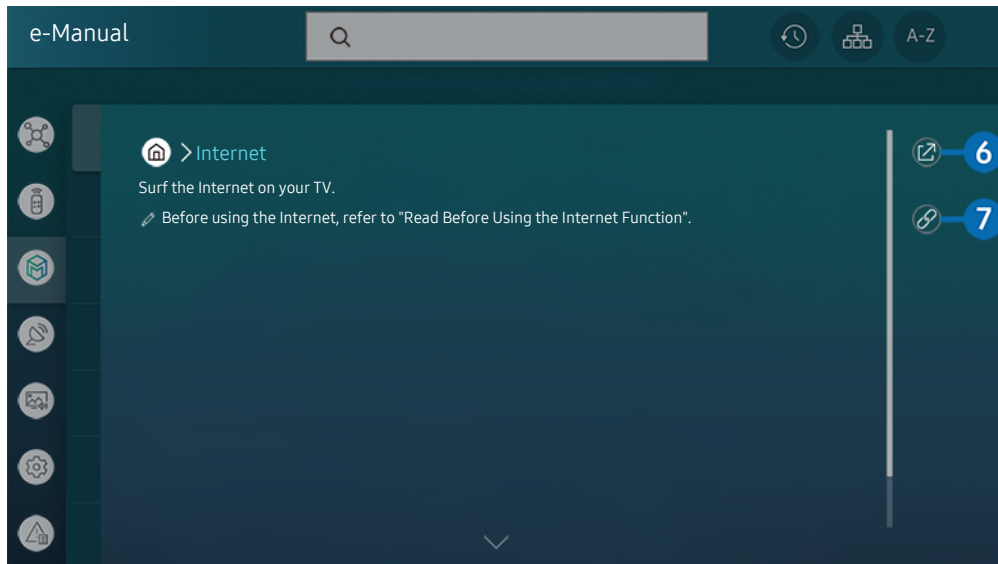 e-Manual
A-Z
Internet
6
Surf the Internet on your TV.
Before using the Internet, refer to "Read Before Using the Internet Function".
7